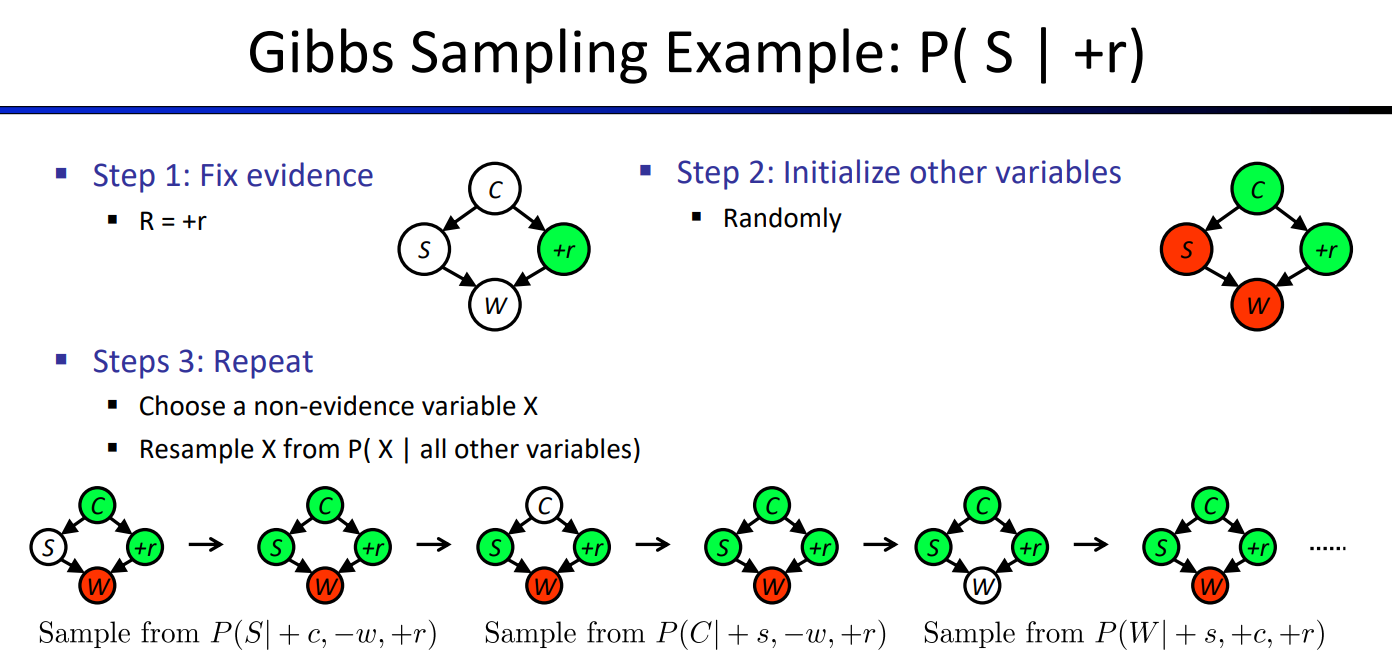 Gibbs Sampling Example: P( S | +r)
▪ Step 1: Fix evidence
▪ R = +r
C
S
+r
W
▪ Step 2: Initialize other variables
▪ Randomly
C
S
+r
W
▪ Steps 3: Repeat
▪ Choose a non-evidence variable X
▪ Resample X from P( X | all other variables)
C
S
+r
W
C
S
+r
W
C
S
+r
W
C
S
+r
W
C
S
+r
W
C
S
+r
W
......
Sample from P(S| + c, −w, +r)
Sample from P(C| + s, −w, +r)
Sample from P(W| + s, +c, +r)